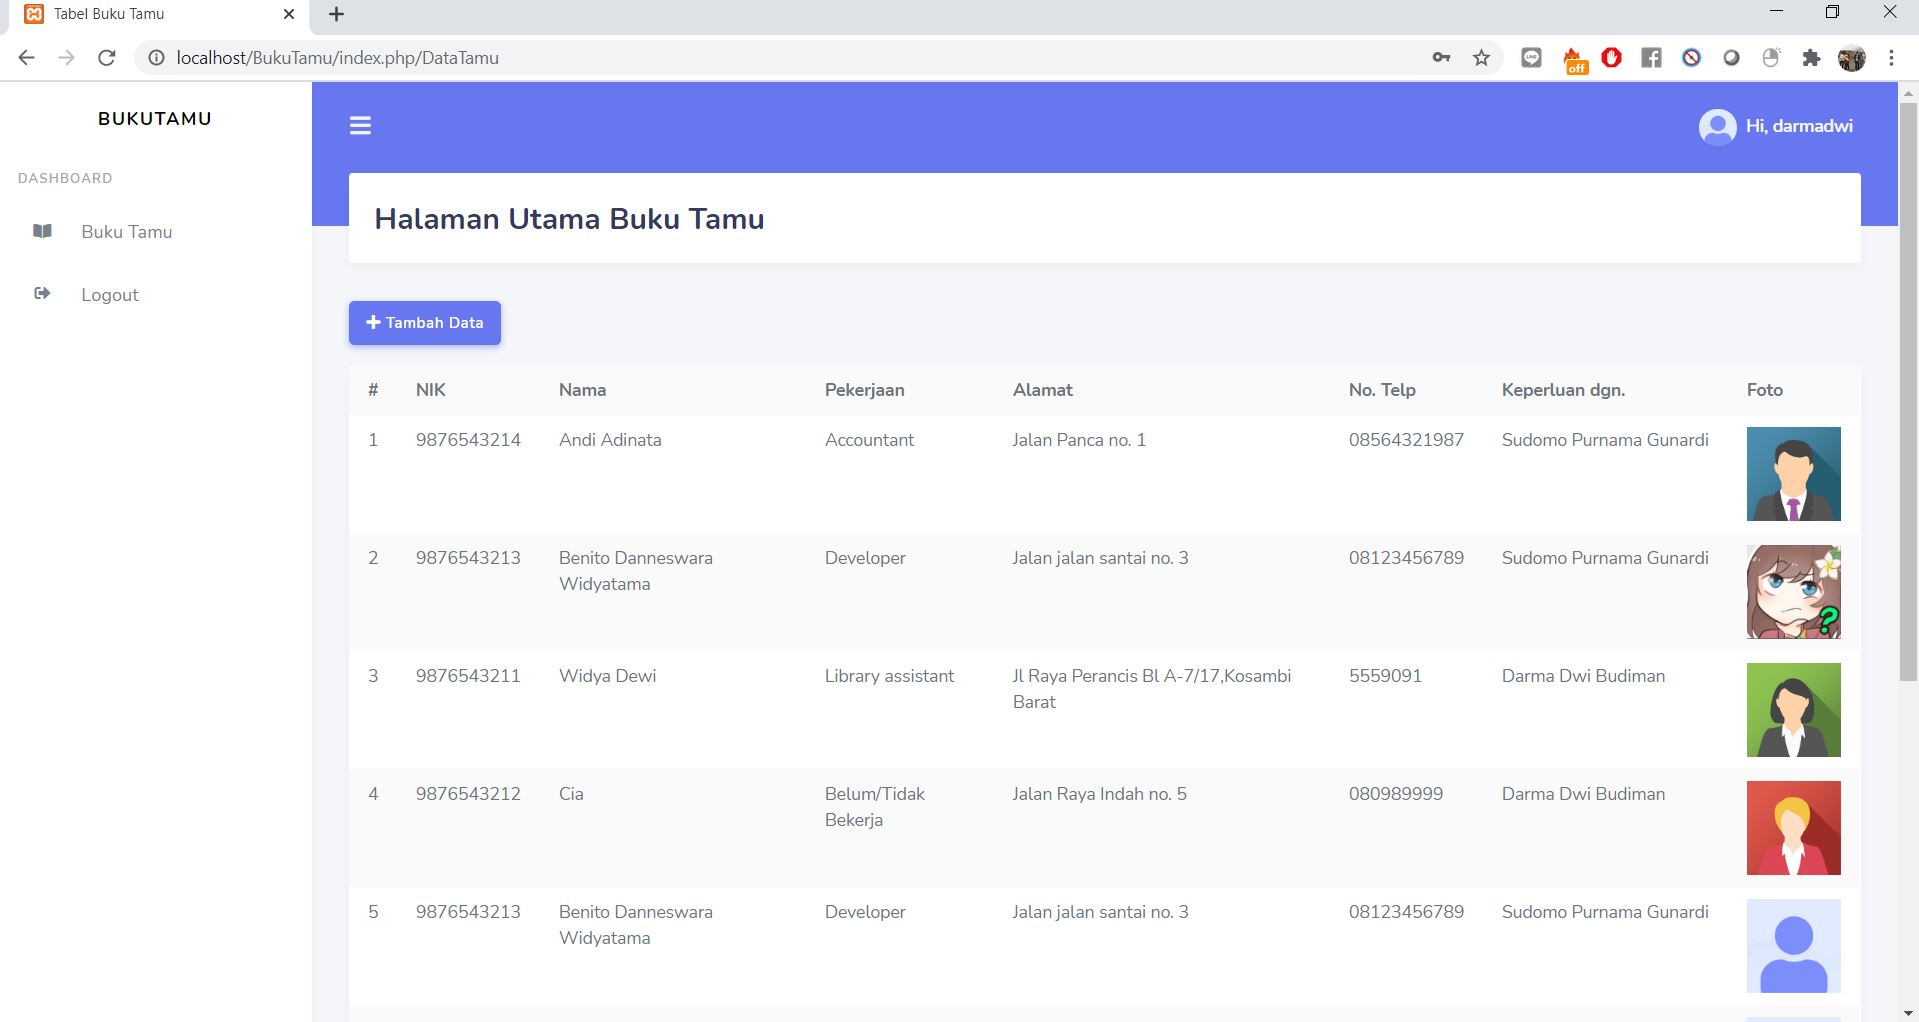 Tabel Buku Tamu
localhost/BukuTamu/index.php/DataTamu
off
BUKUTAMU
Hi, darmadwi
DASHBOARD
Buku Tamu
Logout
Halaman Utama Buku Tamu
Tambah Data
# NIK Nama Pekerjaan Alamat No. Telp Keperluan dgn. Foto
1 9876543214 Andi Adinata Accountant Jalan Panca no. 1 08564321987 Sudomo Purnama Gunardi
2 9876543213 Benito Danneswara Developer Jalan jalan santai no. 3 08123456789 Sudomo Purnama Gunardi
Widyatama
?
3 9876543211 Widya Dewi Library assistant Jl Raya Perancis Bl A-7/17,Kosambi 5559091 Darma Dwi Budiman
Barat
4 9876543212 Cia Belum/Tidak Jalan Raya Indah no. 5 080989999 Darma Dwi Budiman
Bekerja
5 9876543213 Benito Danneswara Developer Jalan jalan santai no. 3 08123456789 Sudomo Purnama Gunardi
Widyatama